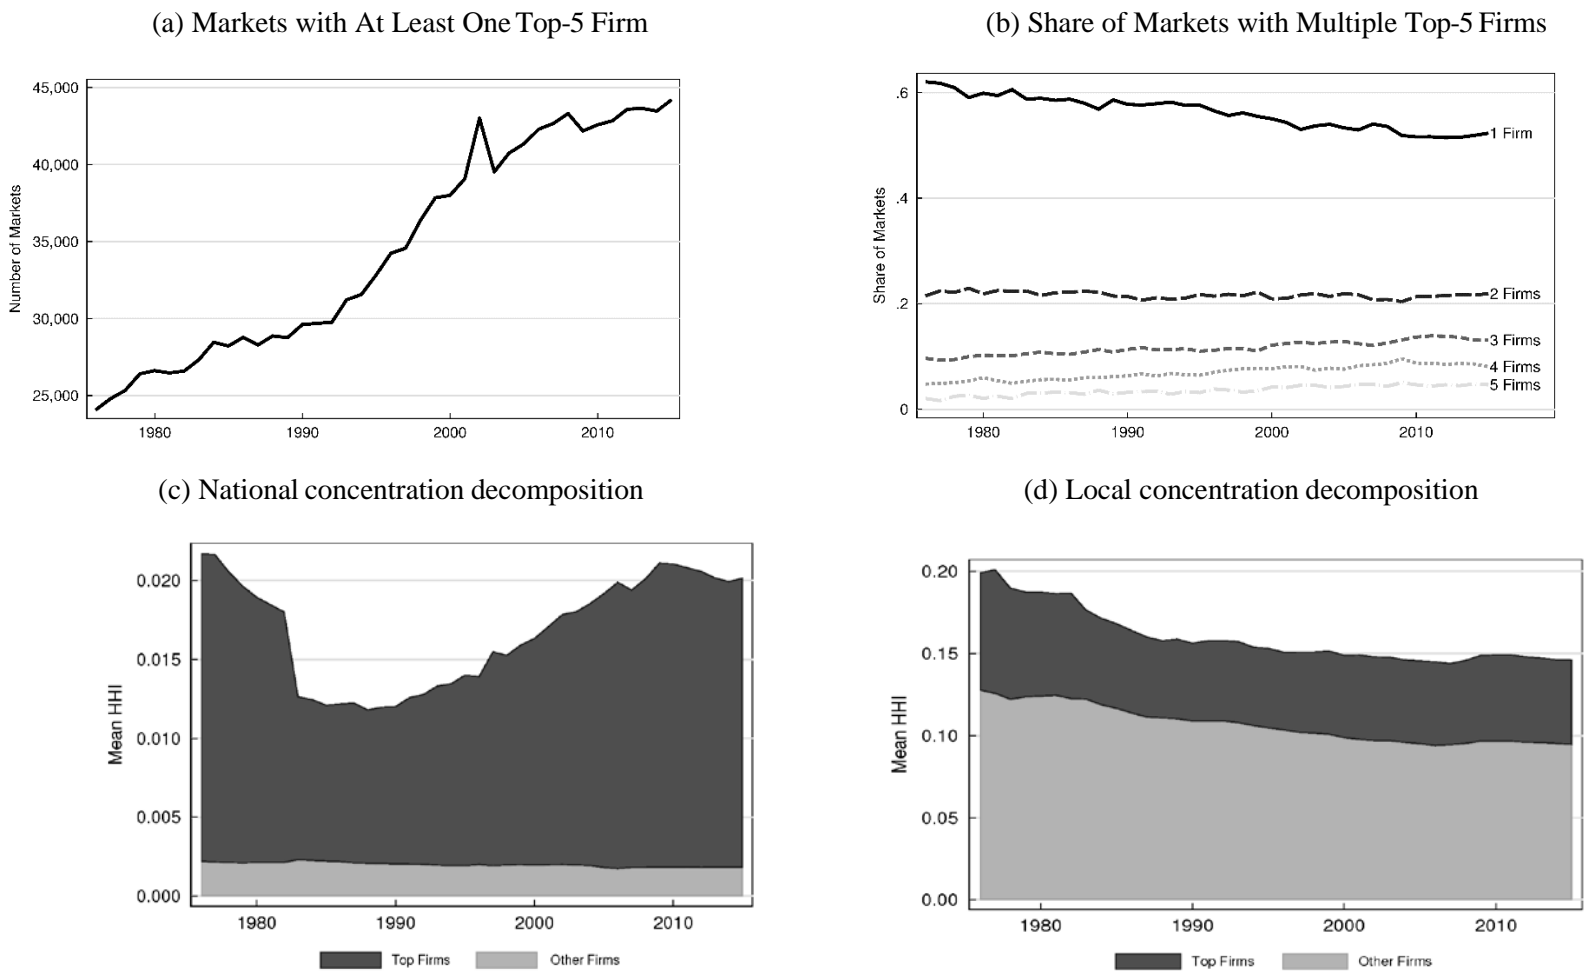 (a) Markets with At Least One Top-5 Firm
45,000
40,000
35,000
30,000
25,000
Number of Markets
1980 1990 2000 2010
(b) Share of Markets with Multiple Top-5 Firms
.6
.4
.2
0
Share of Markets
1 Firm
2 Firms
3 Firms
4 Firms
5 Firms
1980 1990 2000 2010
(c) National concentration decomposition
0.020
0.015
0.010
0.005
0.000
Mean HHI
1980 1990 2000 2010
Top Firms Other Firms
(d) Local concentration decomposition
0.20
0.15
0.10
0.05
0.00
Mean HHI
1980 1990 2000 2010
Top Firms Other Firms